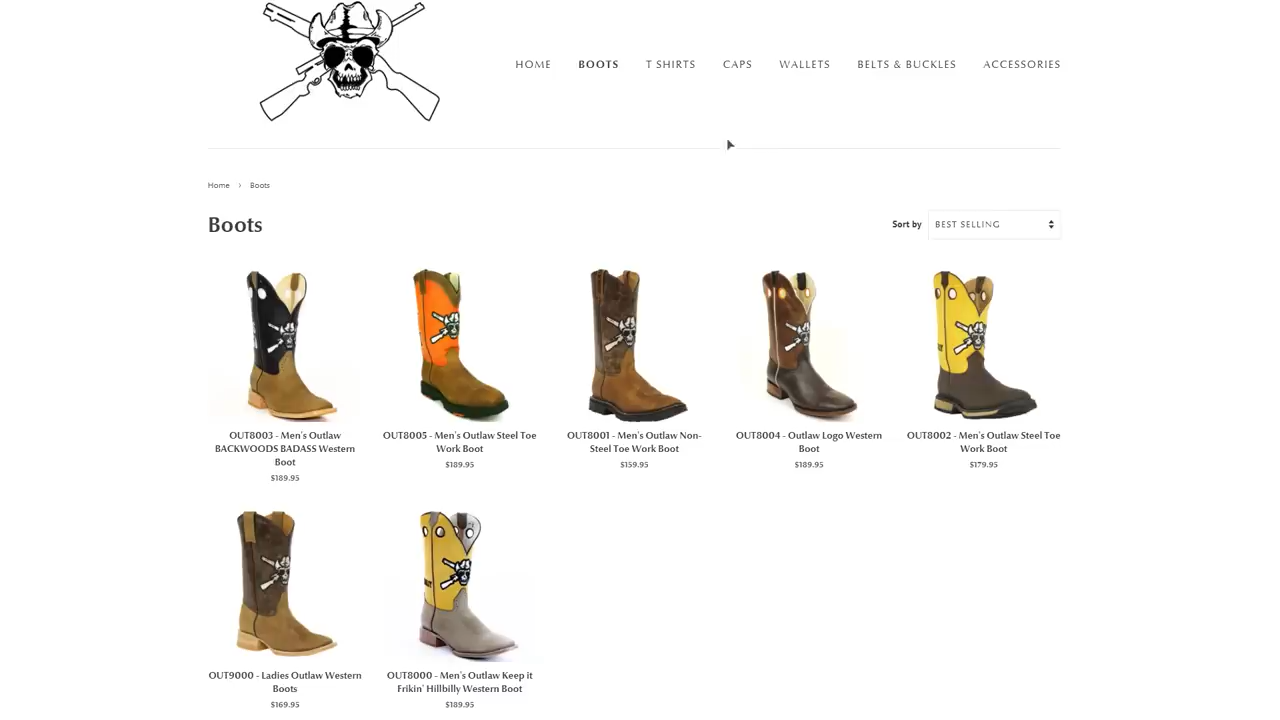 HOME BOOTS T SHIRTS CAPS WALLETS BELTS & BUCKLES ACCESSORIES
Home › Boots
Boots
Sort by BEST SELLING
OUT8003 - Men's Outlaw
BACKWOODS BADASS Western
Boot
$189.95
OUT8005 - Men's Outlaw Steel Toe
Work Boot
$189.95
OUT8001 - Men's Outlaw Non-
Steel Toe Work Boot
$159.95
OUT8004 - Outlaw Logo Western
Boot
$189.95
OUT8002 - Men's Outlaw Steel Toe
Work Boot
$179.95
OUT9000 - Ladies Outlaw Western
Boots
$169.95
OUT8000 - Men's Outlaw Keep it
Frikin' Hillbilly Western Boot
$189.95